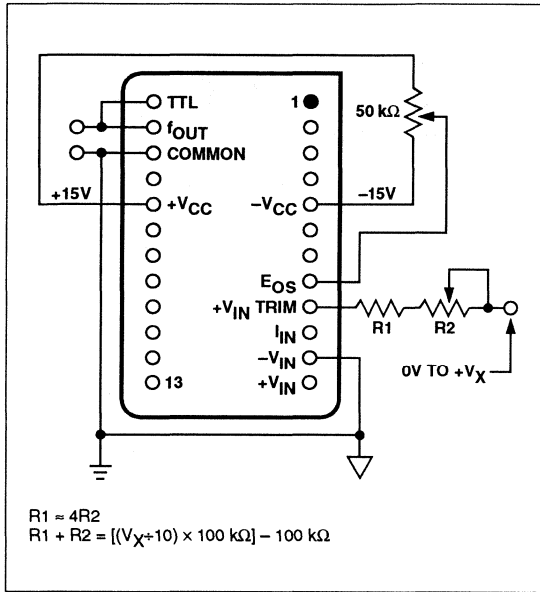 TTL
1
50 kΩ
fOUT
COMMON
+15V
+VCC
−VCC
−15V
EOS
+VIN TRIM
R1
R2
IIN
−VIN
0V TO +VX
13
+VIN
R1 ≈ 4R2
R1 + R2 = [(VX÷10) × 100 kΩ] − 100 kΩ